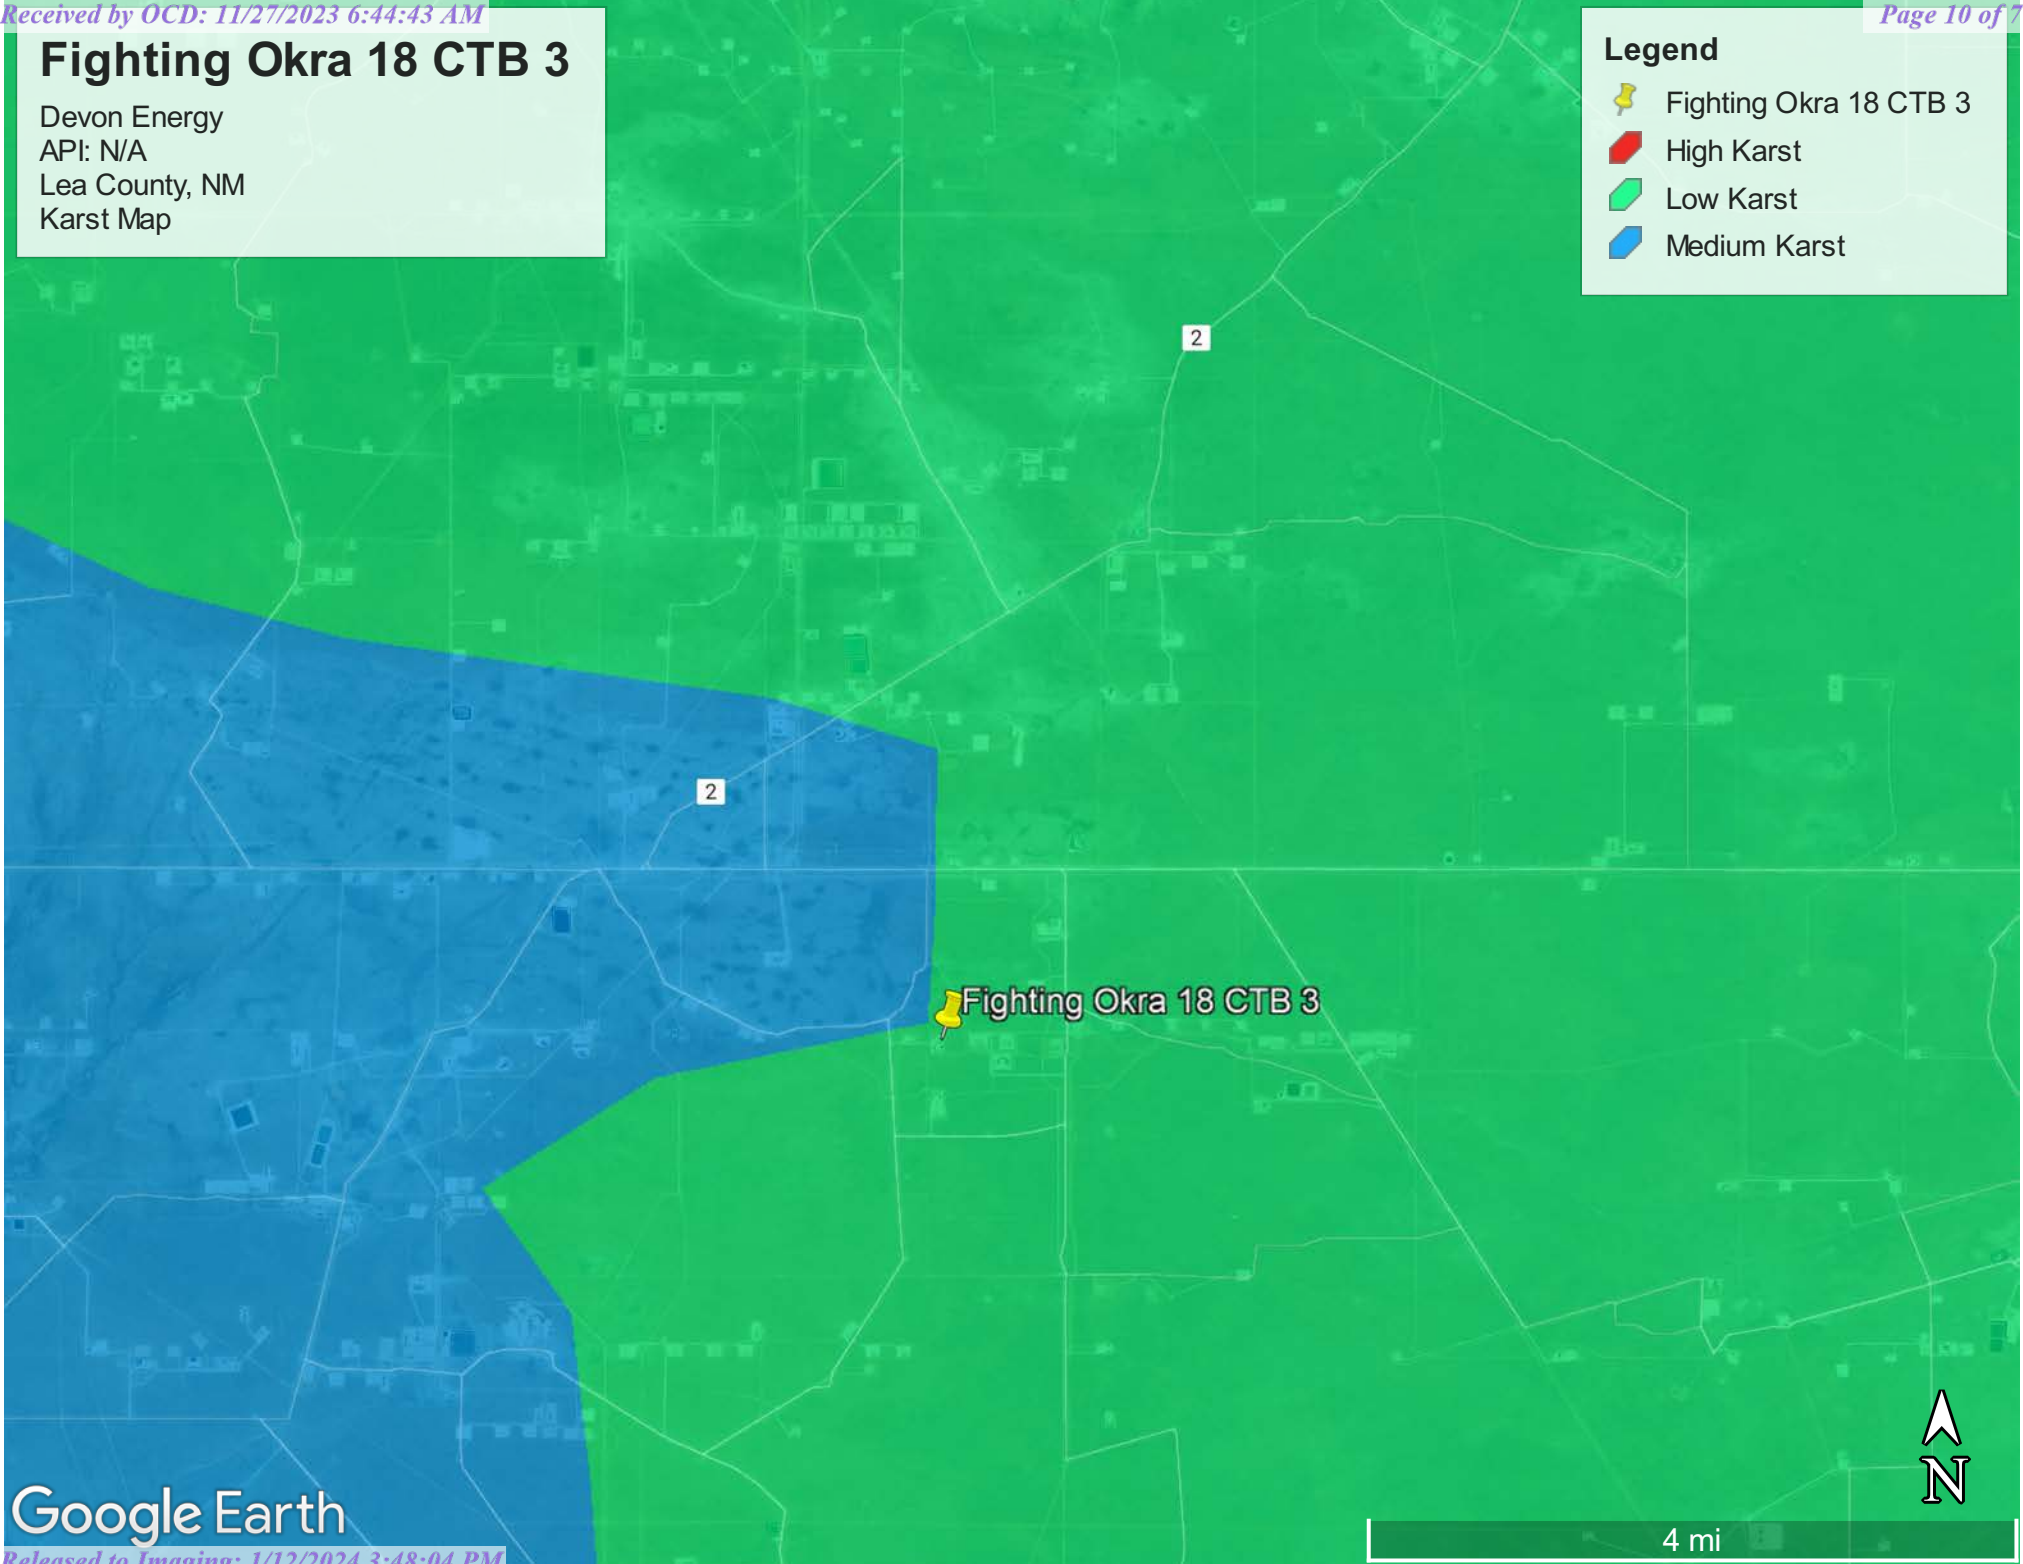 Received by OCD: 11/27/2023 6:44:43 AM
Page 10 of 7
Fighting Okra 18 CTB 3
Devon Energy
API: N/A
Lea County, NM
Karst Map
Legend
Fighting Okra 18 CTB 3
High Karst
Low Karst
Medium Karst
2
2
Fighting Okra 18 CTB 3
N
Google Earth
4 mi
Released to Imaging: 1/12/2024 3:48:04 PM